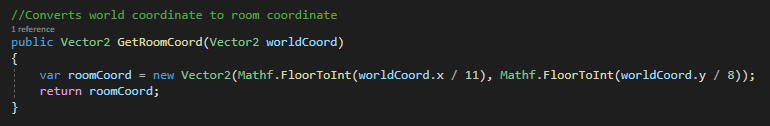 //Converts world coordinate to room coordinate
1 reference
public Vector2 GetRoomCoord(Vector2 worldCoord)
{
var roomCoord = new Vector2(Mathf.FloorToInt(worldCoord.x / 11), Mathf.FloorToInt(worldCoord.y / 8));
return roomCoord;
}